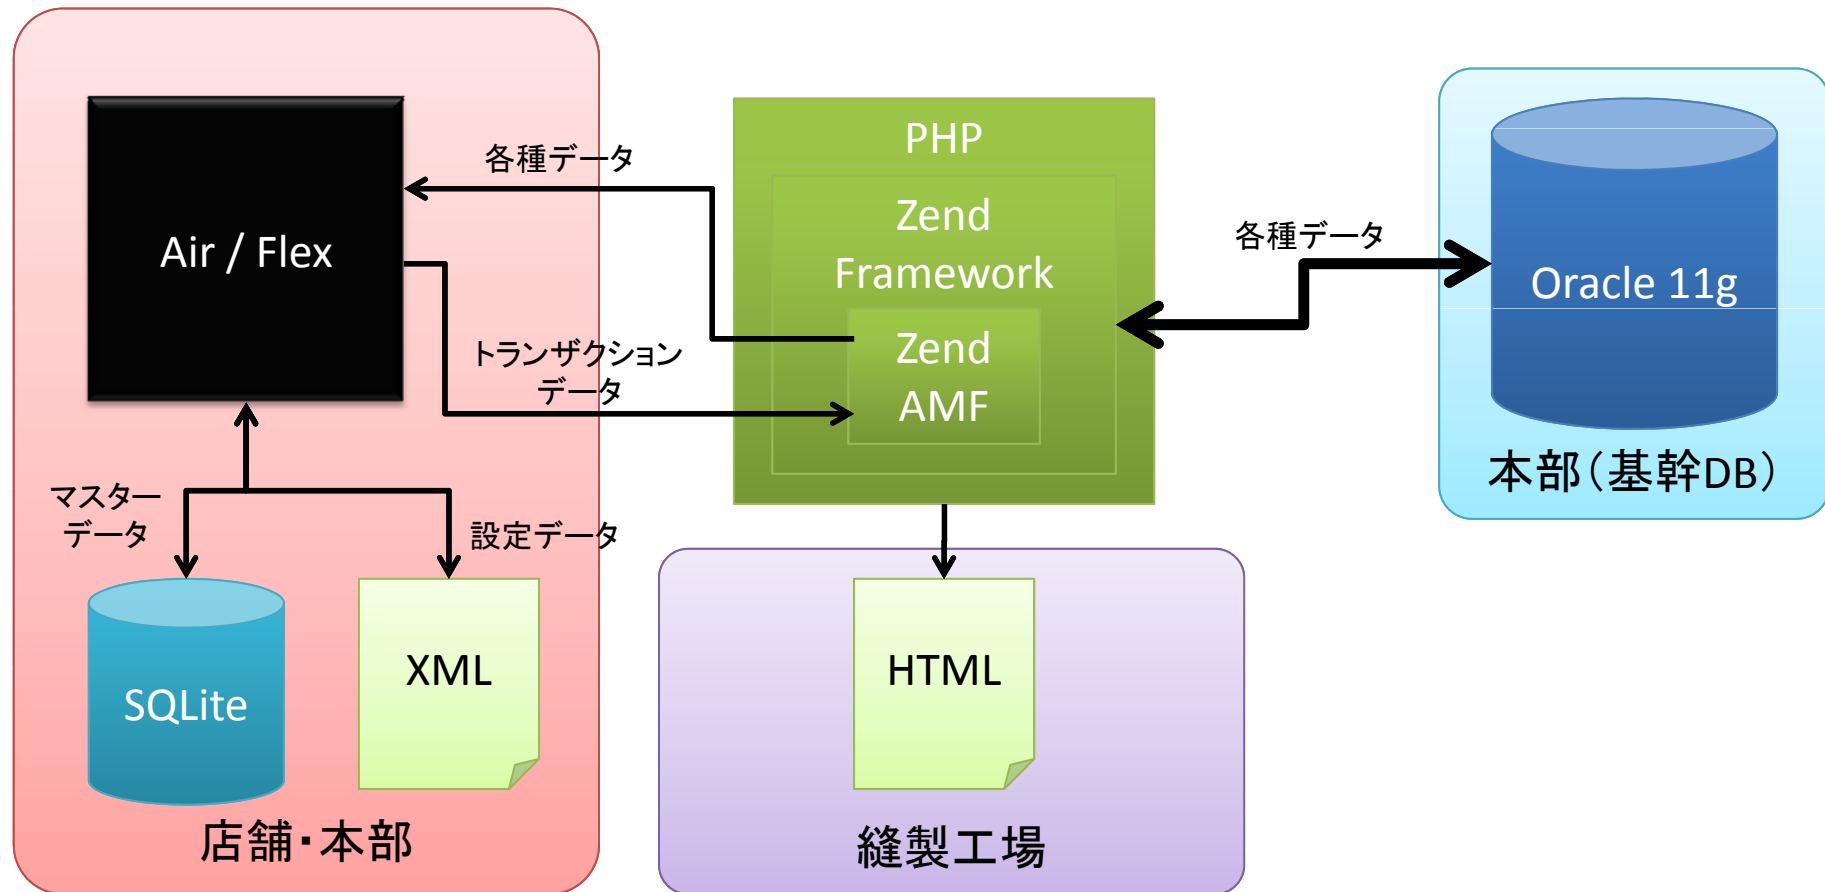 Air / Flex
各種データ
トランザクション
データ
マスター
データ
設定データ
SQLite
XML
店舗・本部
PHP
Zend
Framework
Zend
AMF
HTML
縫製工場
各種データ
Oracle 11g
本部（基幹DB）